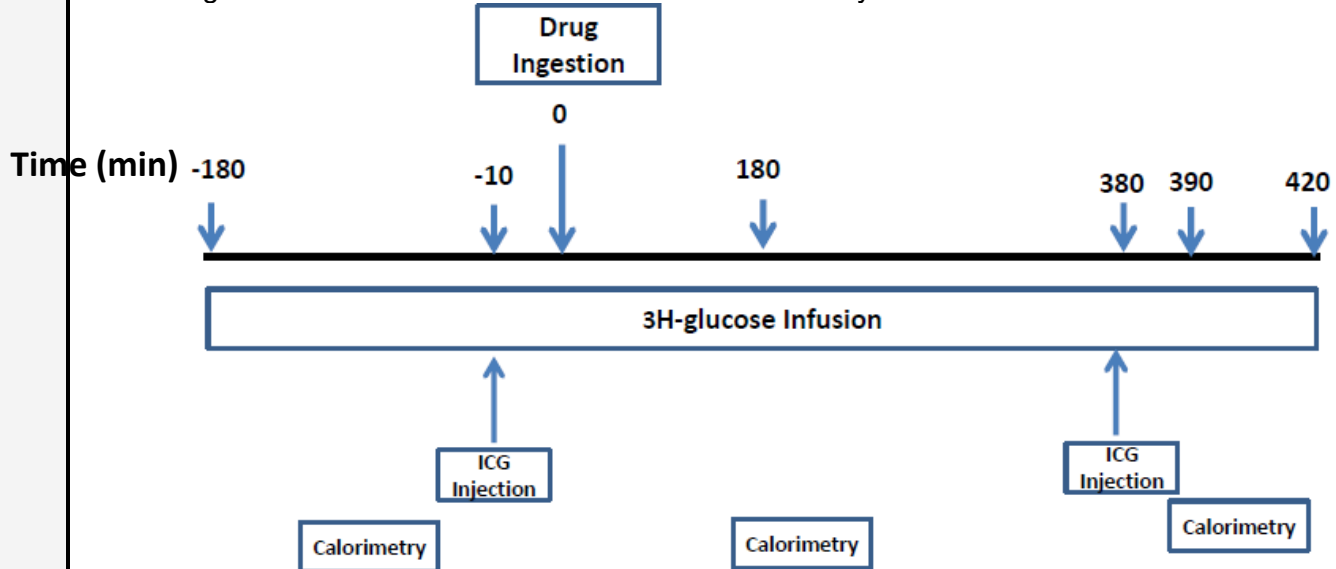 Drug
Ingestion
0
Time (min) -180 -10 180 380 390 420
3H-glucose Infusion
ICG
Injection
ICG
Injection
Calorimetry
Calorimetry
Calorimetry